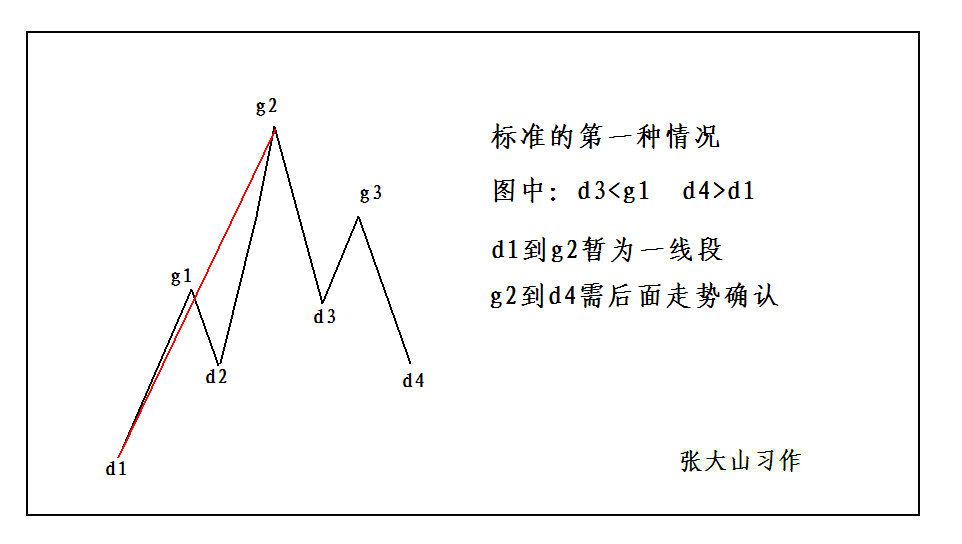 g2
g3
g1
d3
d2
d4
d1
标准的第一种情况
图中：d3<g1 d4>d1
d1到g2暂为一线段
g2到d4需后面走势确认
张大山习作